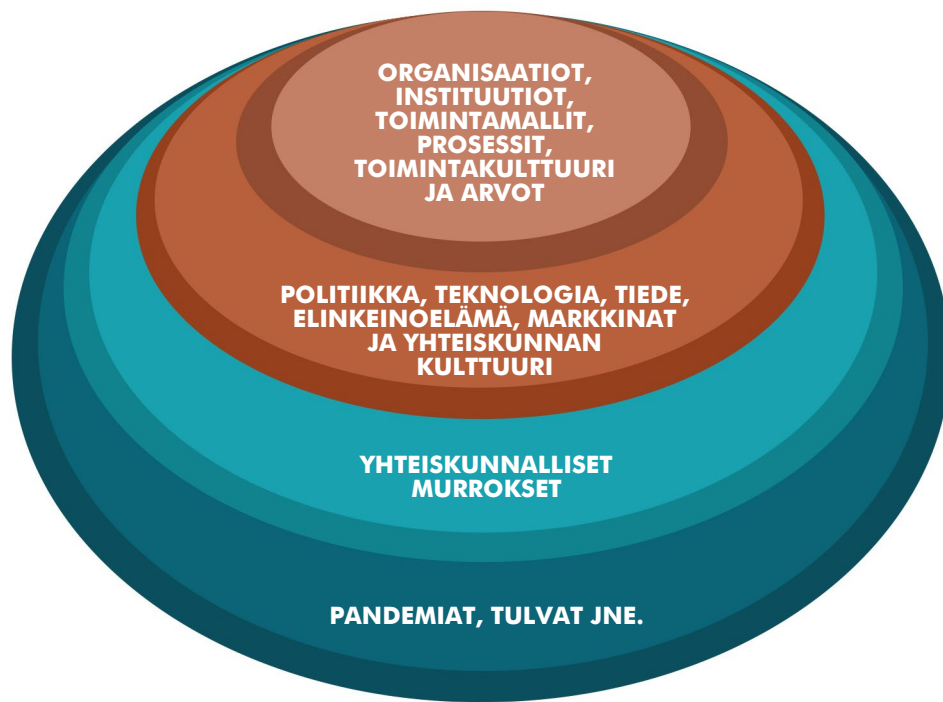 ORGANISAATIOT,
INSTITUUTIOT,
TOIMINTAMALLIT,
PROSESSIT,
TOIMINTAKULTTUURI
JA ARVOT
POLITIIKKA, TEKNOLOGIA, TIEDE,
ELINKEINOELÄMÄ, MARKKINAT
JA YHTEISKUNNAN
KULTTUURI
YHTEISKUNNALLISET
MURROKSET
PANDEMIAT, TULVAT JNE.